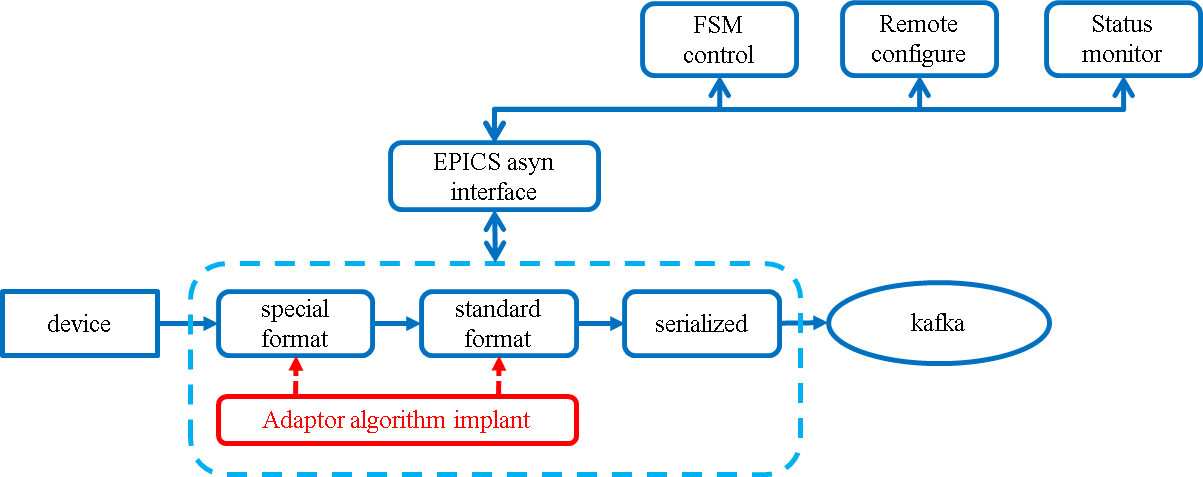 FSM
control
Remote
configure
Status
monitor
EPICS asyn
interface
device
special
format
standard
format
serialized
kafka
Adaptor algorithm implant